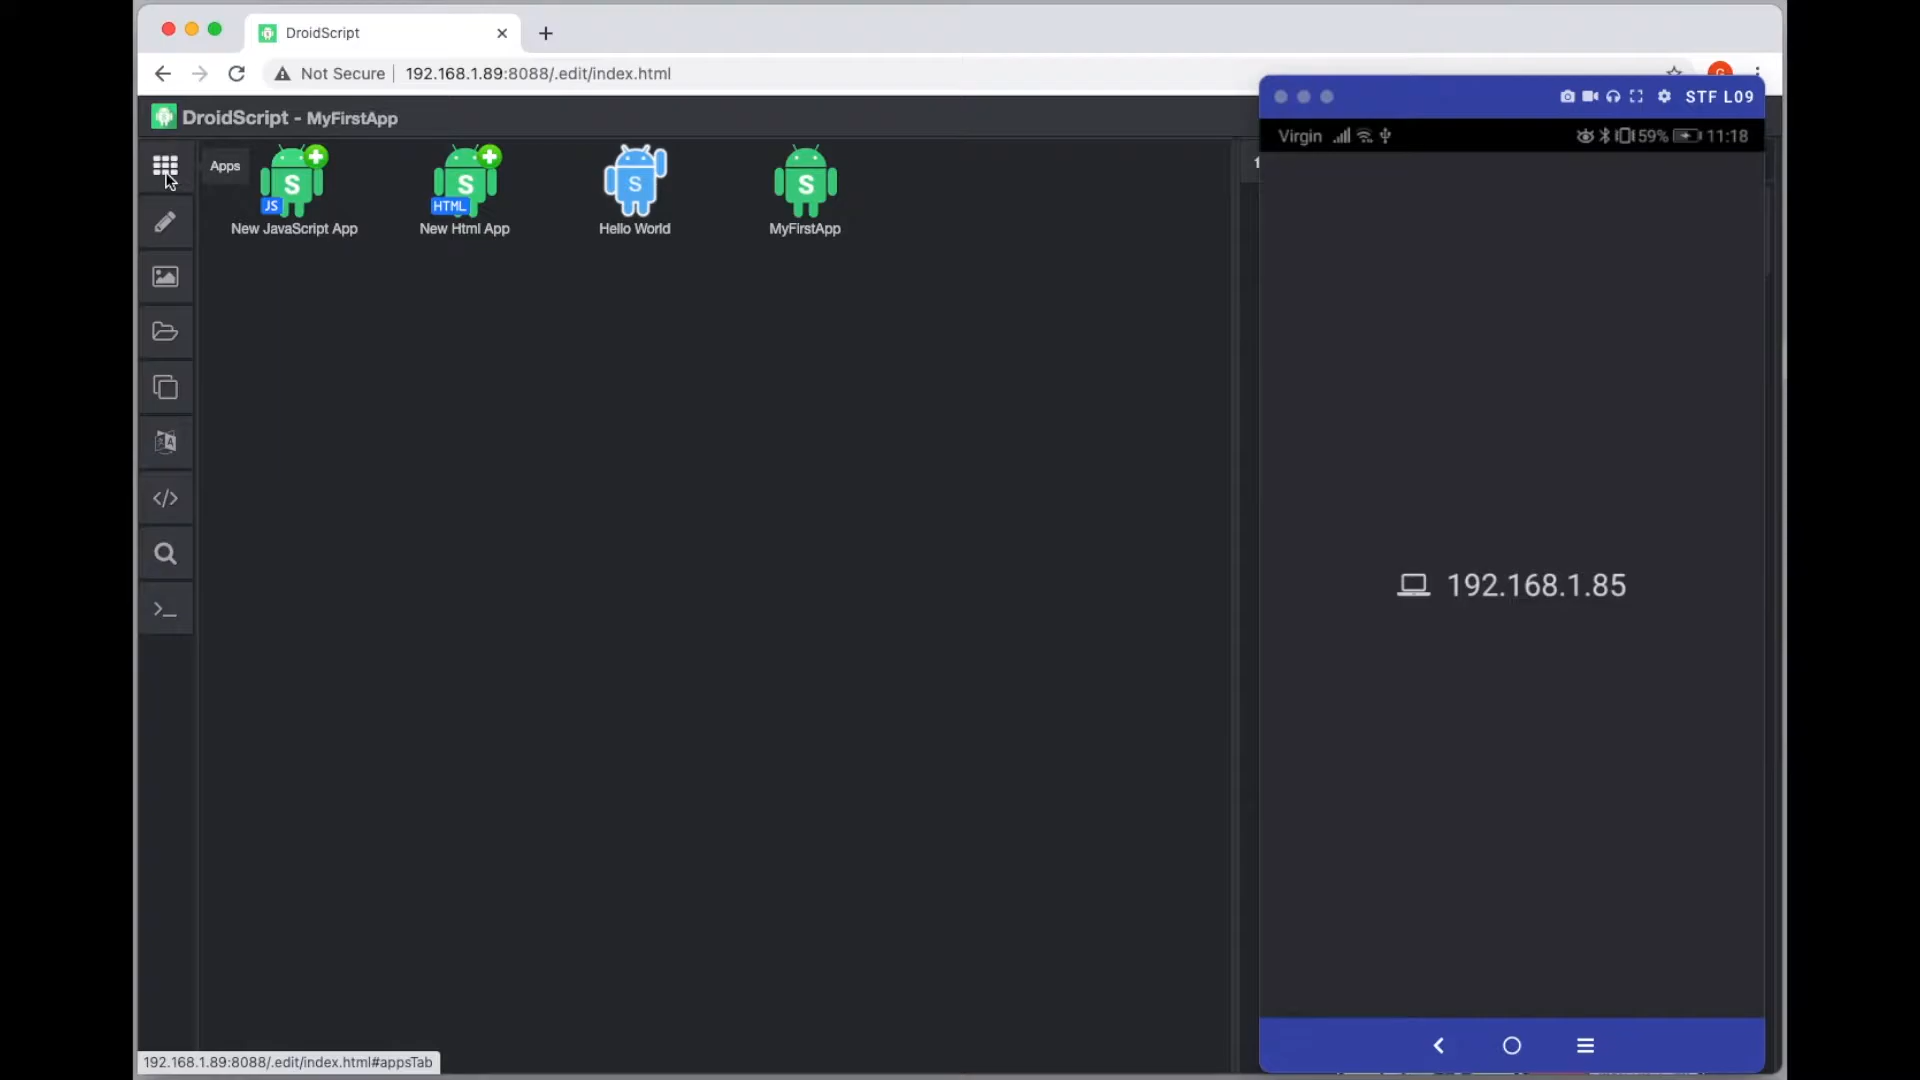 DroidScript
Not Secure 192.168.1.89:8088/.edit/index.html
G
DroidScript - MyFirstApp
STF L09
Virgin 59% 11:18
Apps
S JS
S HTML
S
S
New JavaScript App
New Html App
Hello World
MyFirstApp
192.168.1.85
192.168.1.89:8088/.edit/index.html#appsTab